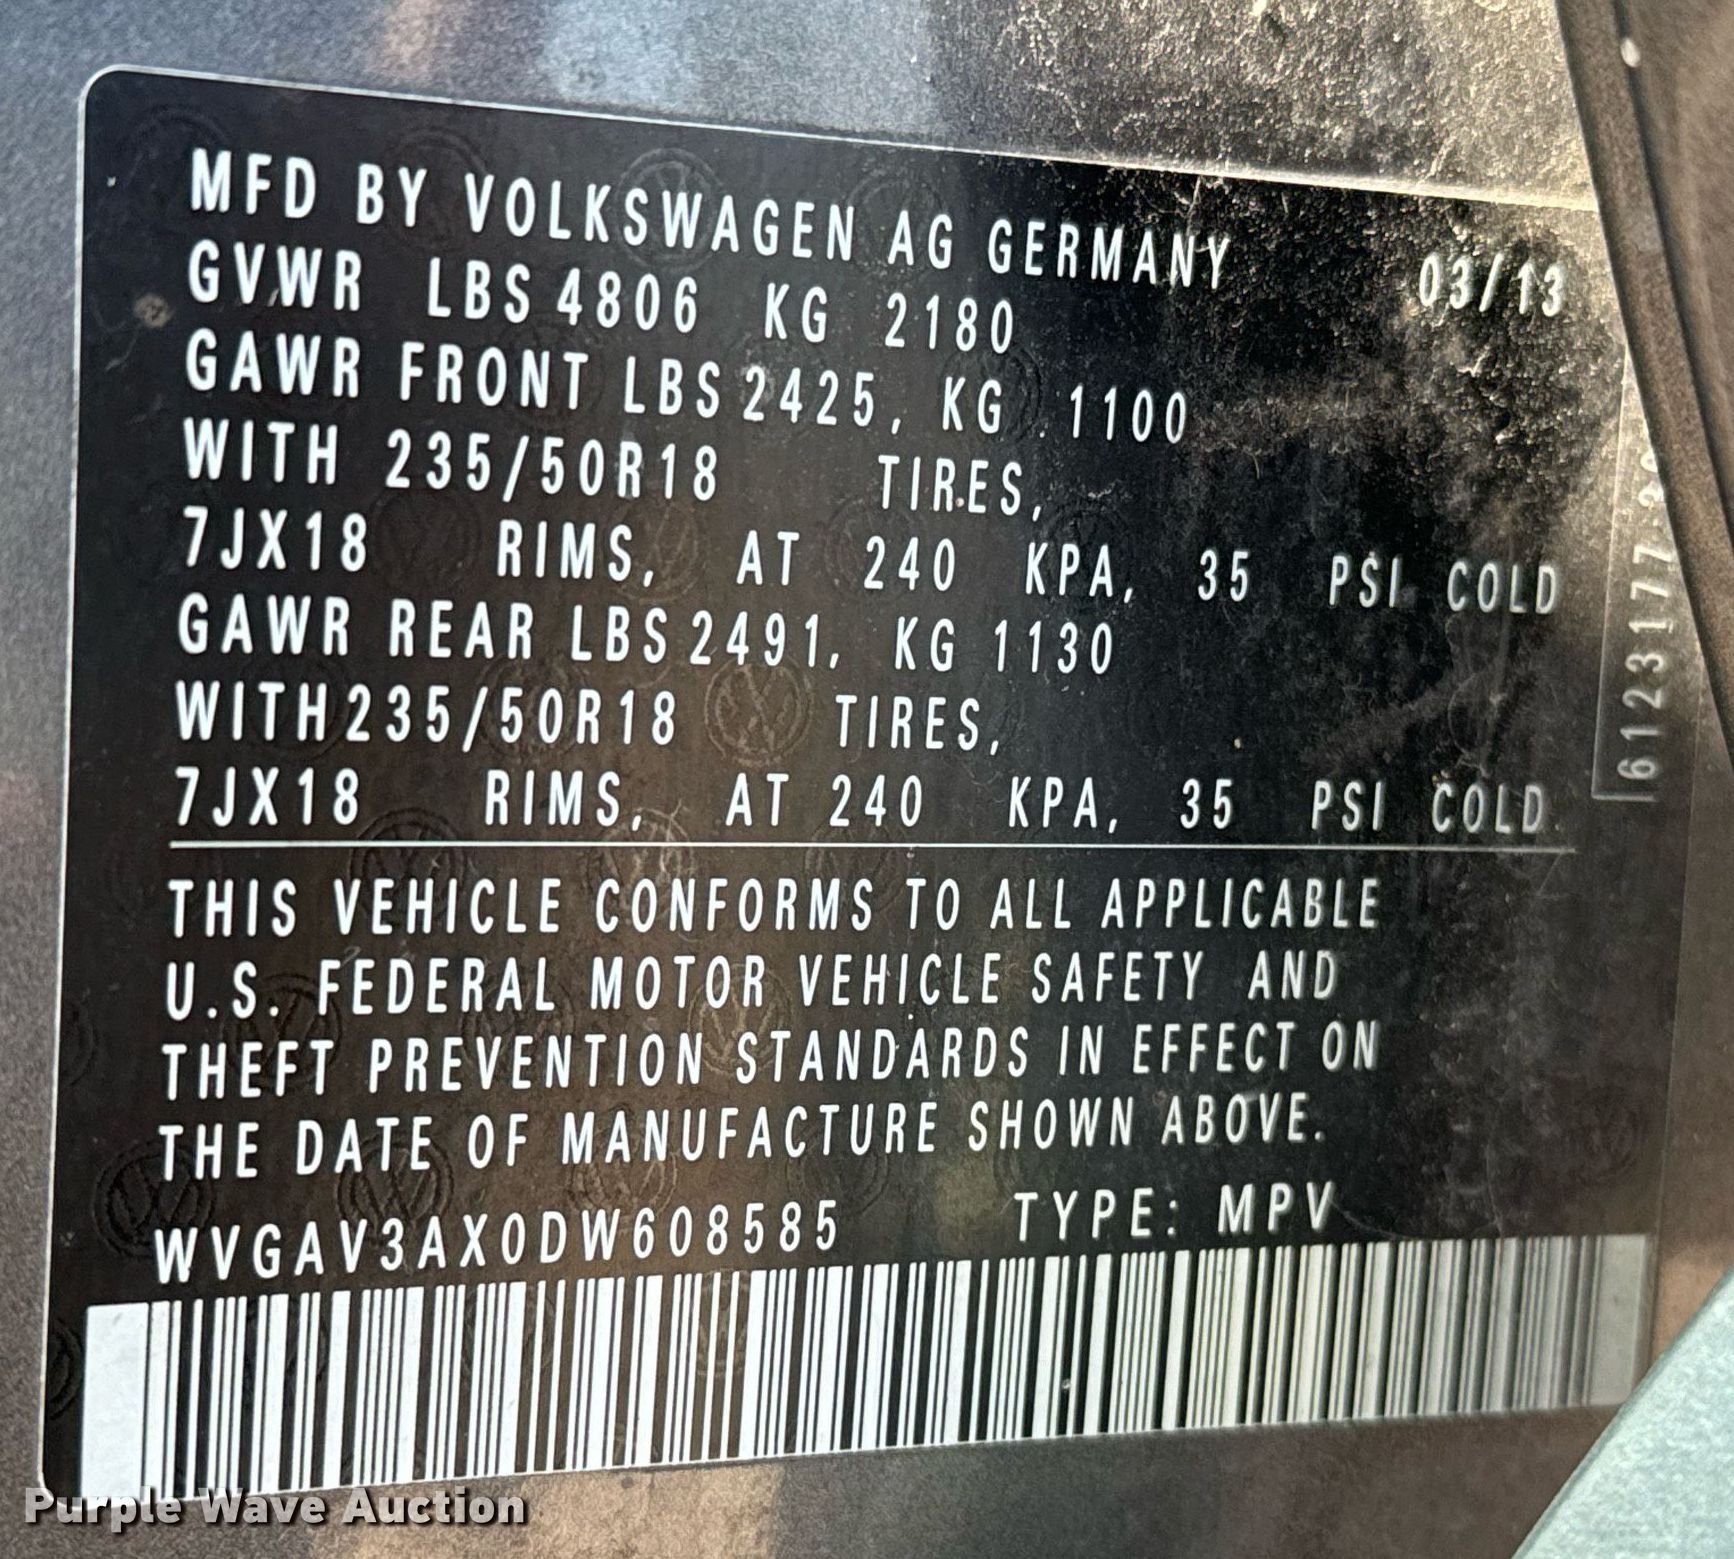 MFD BY VOLKSWAGEN AG GERMANY 03/13
GVWR LBS 4806 KG 2180
GAWR FRONT LBS 2425, KG 1100
WITH 235/50R18 TIRES,
7JX18 RIMS, AT 240 KPA, 35 PSI COLD
GAWR REAR LBS 2491, KG 1130
WITH 235/50R18 TIRES,
7JX18 RIMS, AT 240 KPA, 35 PSI COLD
THIS VEHICLE CONFORMS TO ALL APPLICABLE
U.S. FEDERAL MOTOR VEHICLE SAFETY AND
THEFT PREVENTION STANDARDS IN EFFECT ON
THE DATE OF MANUFACTURE SHOWN ABOVE.
WVGAV3AX0DW608585 TYPE: MPV
Purple Wave Auction